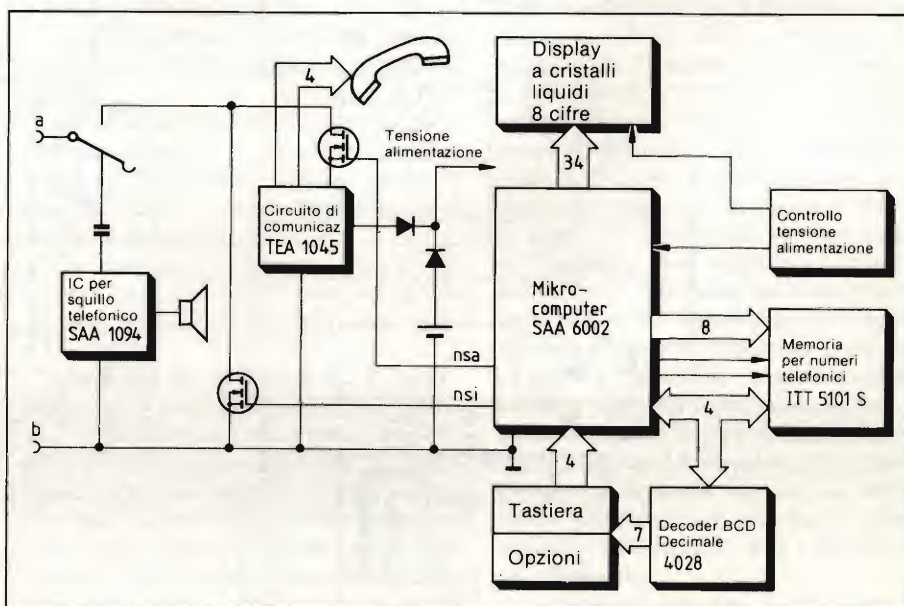 Display
a cristalli
liquidi
8 cifre
4
a
Tensione
alimentazione
34
Circuito di
comunicaz
TEA 1045
Controllo
tensione
alimentazione
IC per
squillo
telefonico
SAA 1094
Mikro-
computer
SAA 6002
8
Memoria
per numeri
telefonici
ITT 5101 S
nsa
nsi
4
b
4
Tastiera
Opzioni
7
Decoder BCD
Decimale
4028